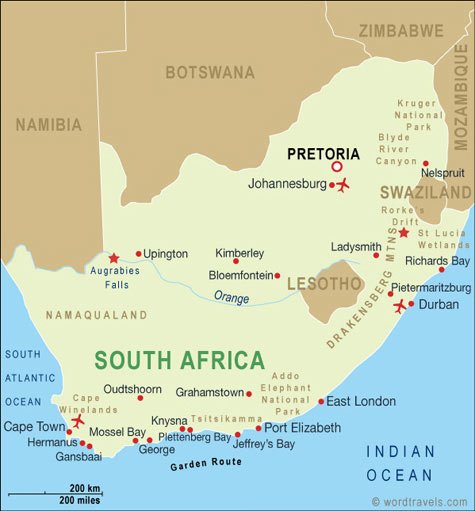 ZIMBABWE
BOTSWANA
MOZAMBIQUE
NAMIBIA
Kruger
National
Park
Blyde
River
Canyon
PRETORIA
Nelspruit
Johannesburg
SWAZILAND
Rorke's
Drift
St Lucia
Wetlands
Upington
Kimberley
Ladysmith
Richards Bay
Augrabies
Falls
Bloemfontein
LESOTHO
DRAKENSBERG MTNS
Pietermaritzburg
Orange
Durban
NAMAQUALAND
SOUTH
ATLANTIC
OCEAN
SOUTH AFRICA
Addo
Elephant
National
Park
Oudtshoorn
Grahamstown
Cape
Winelands
East London
Knysna
Tsitsikamma
Cape Town
Mossel Bay
Plettenberg Bay
Port Elizabeth
Hermanus
George
Jeffrey's Bay
Gansbaai
Garden Route
INDIAN
OCEAN
200 km
200 miles
© wordtravels.com